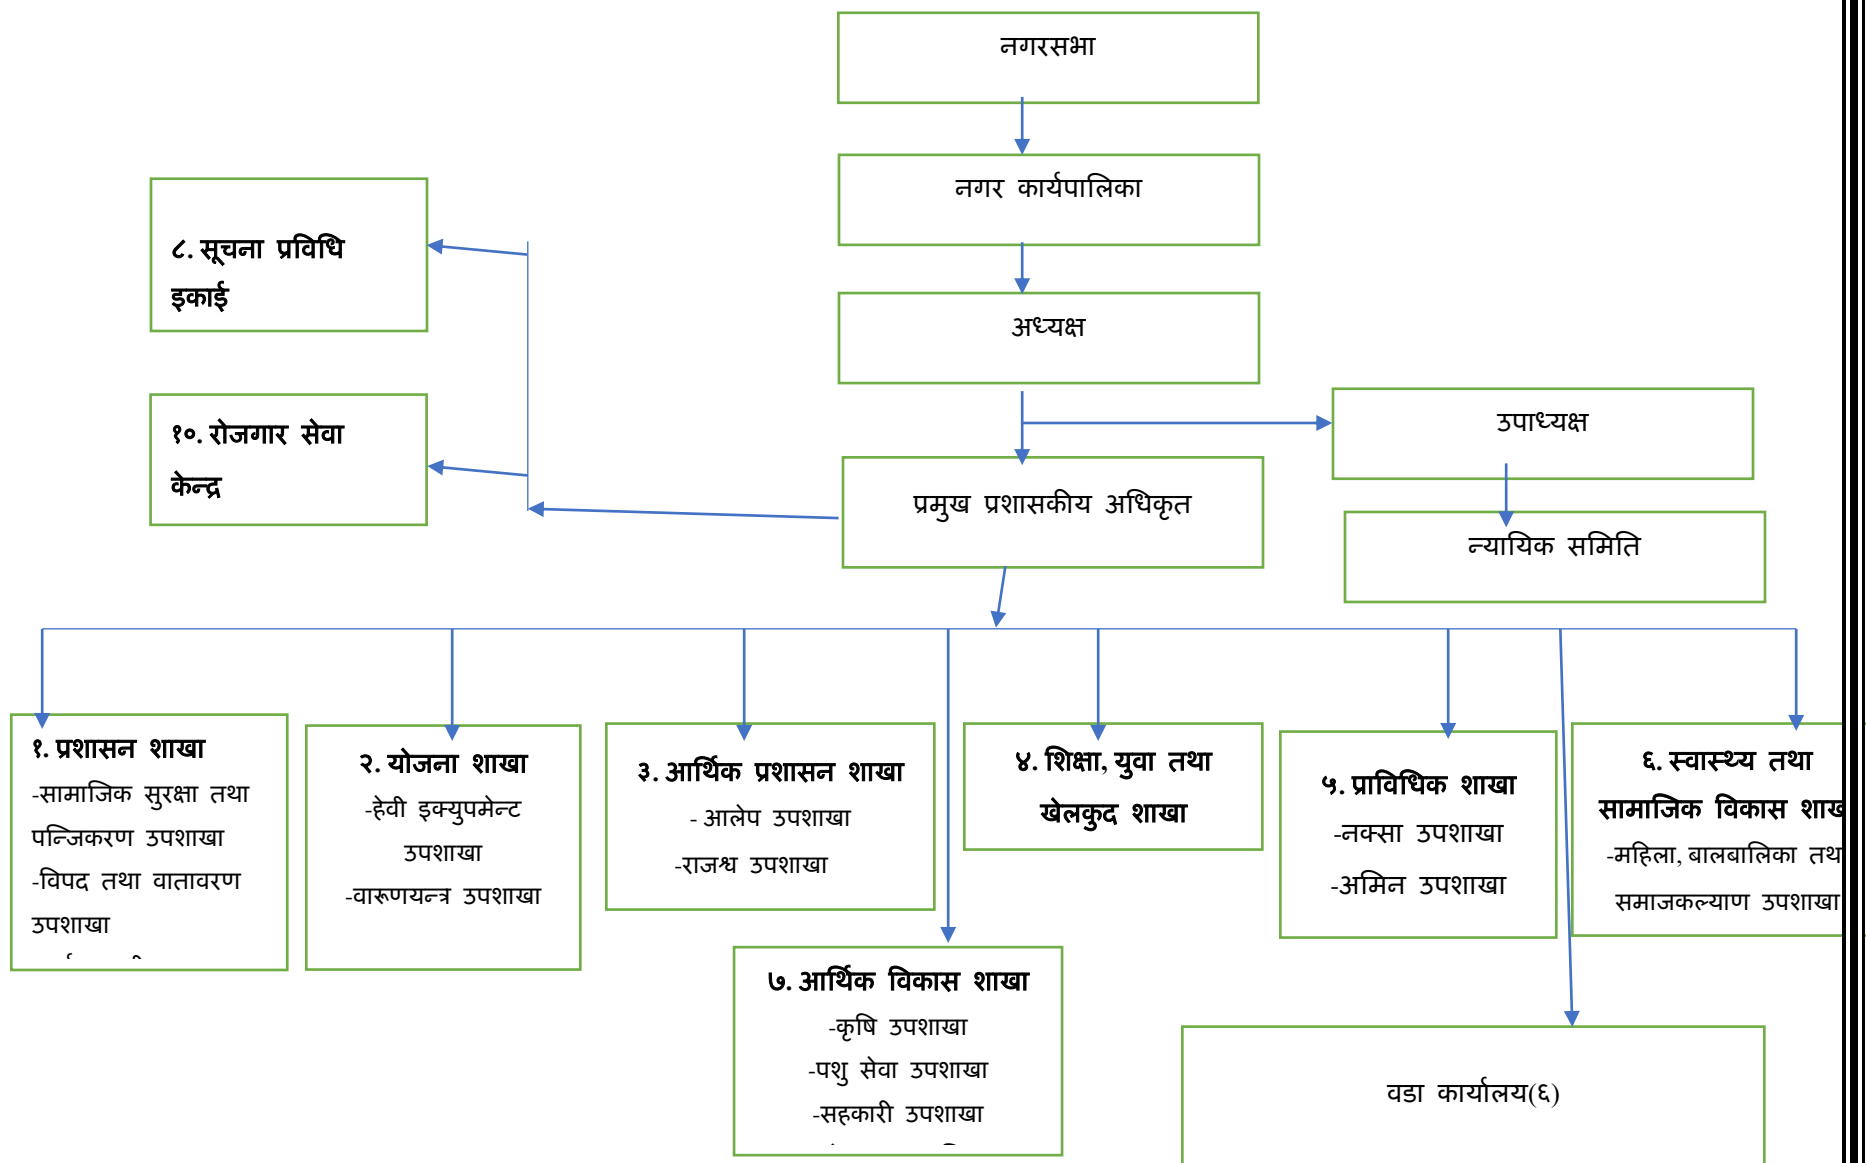 नगरसभा
नगर कार्यपालिका
८. सूचना प्रविधि
इकाई
अध्यक्ष
१०. रोजगार सेवा
केन्द्र
उपाध्यक्ष
प्रमुख प्रशासकीय अधिकृत
न्यायिक समिति
१. प्रशासन शाखा
-सामाजिक सुरक्षा तथा
पन्जिकरण उपशाखा
-विपद तथा वातावरण
उपशाखा
२. योजना शाखा
-हेवी इक्युपमेन्ट
उपशाखा
-वारूणयन्त्र उपशाखा
३. आर्थिक प्रशासन शाखा
- आलेप उपशाखा
-राजश्व उपशाखा
४. शिक्षा, युवा तथा
खेलकुद शाखा
५. प्राविधिक शाखा
-नक्सा उपशाखा
-अमिन उपशाखा
६. स्वास्थ्य तथा
सामाजिक विकास शाख
-महिला, बालबालिका तथ
समाजकल्याण उपशाखा
७. आर्थिक विकास शाखा
-कृषि उपशाखा
-पशु सेवा उपशाखा
-सहकारी उपशाखा
वडा कार्यालय(६)